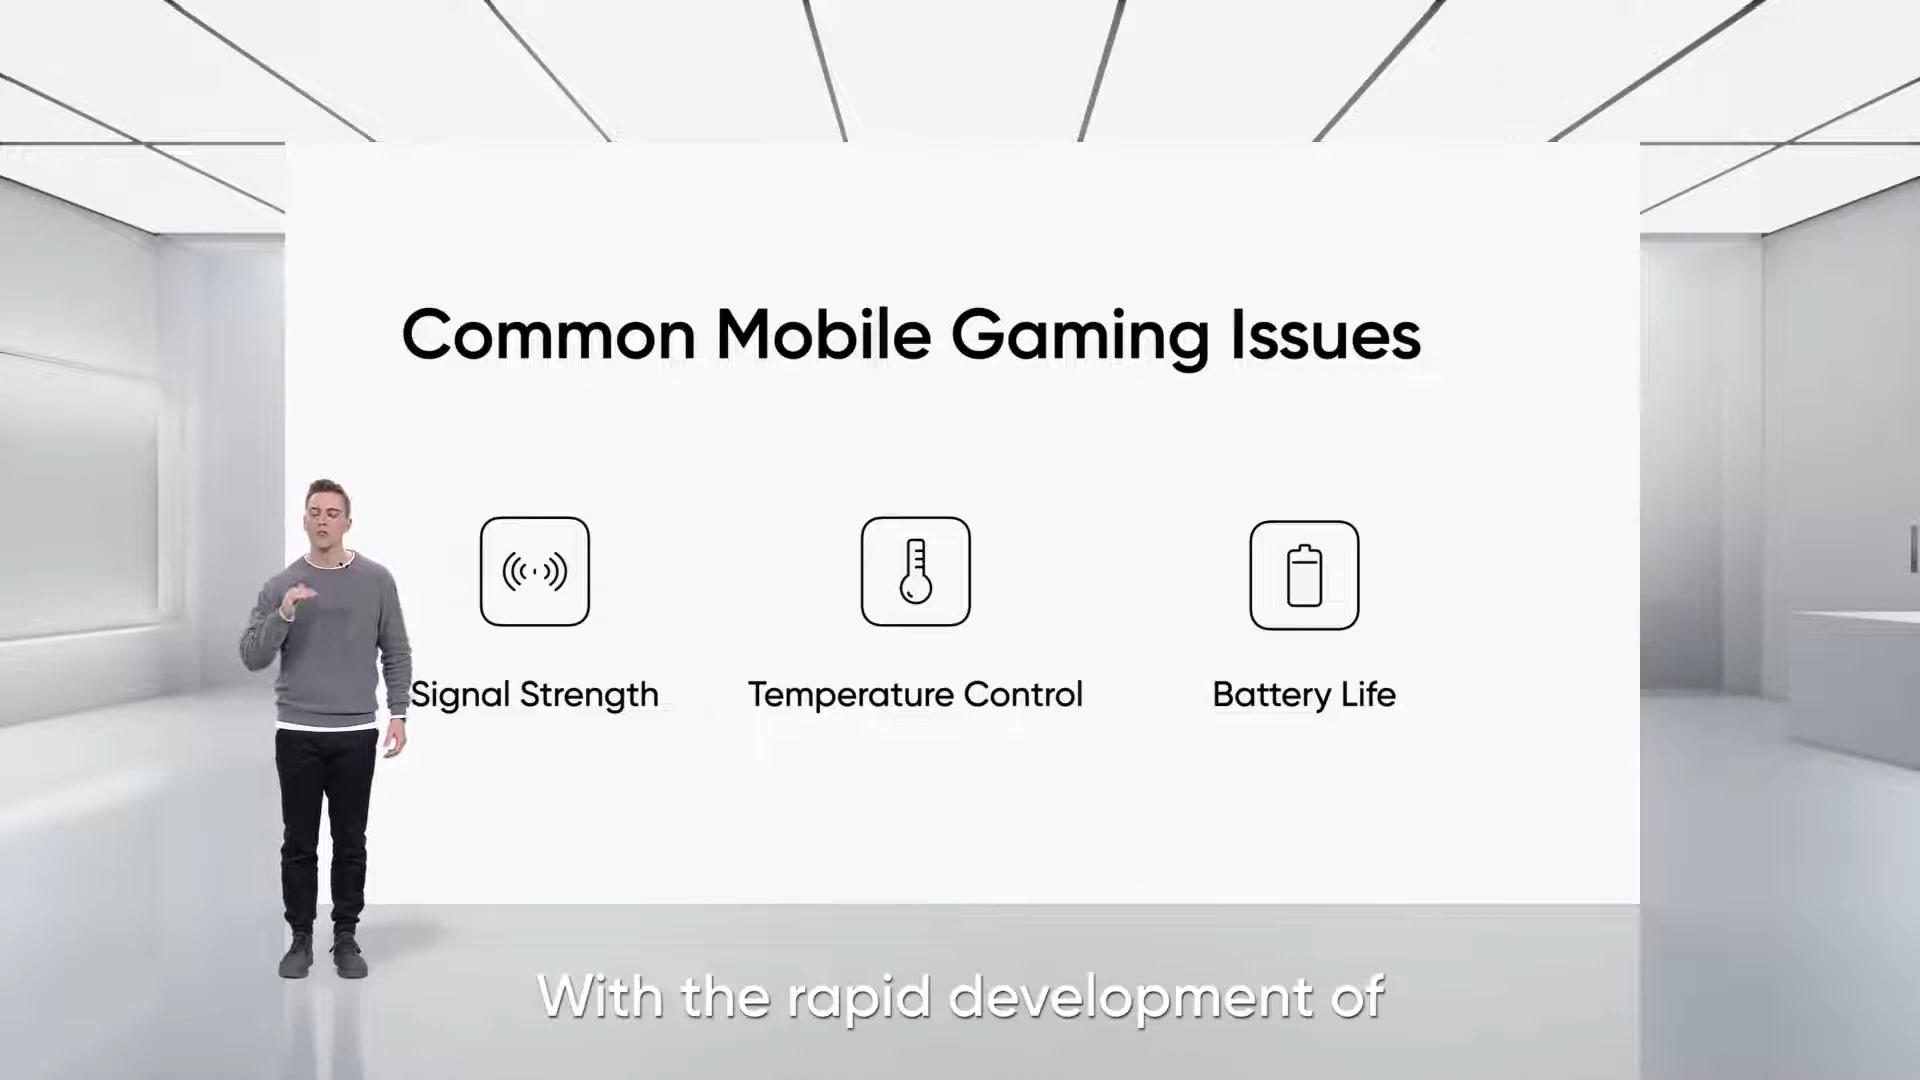 Common Mobile Gaming Issues
Signal Strength
Temperature Control
Battery Life
With the rapid development of